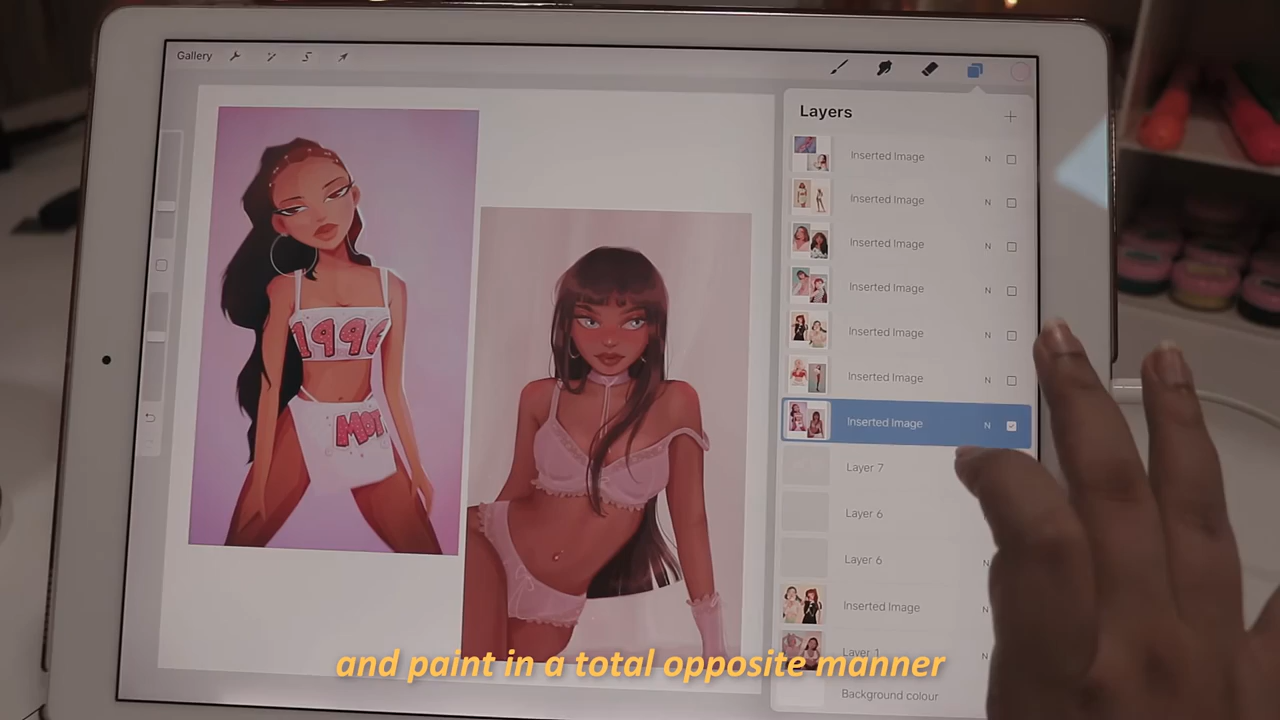 Gallery
Layers
Inserted Image N
Inserted Image N
Inserted Image N
Inserted Image N
Inserted Image N
Inserted Image N
Inserted Image N
Layer 7
Layer 6
Layer 6 N
Inserted Image N
Layer 1 N
Background colour
1996
MOT
and paint in a total opposite manner